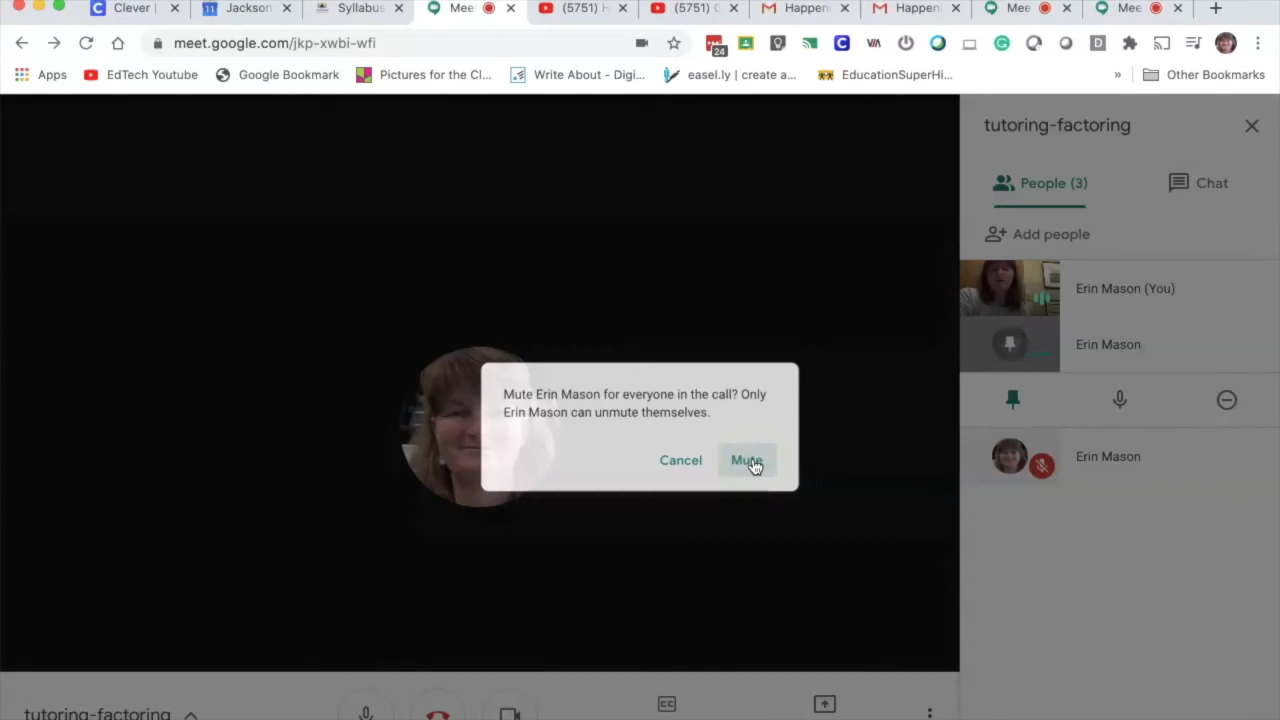 Clever |
Jackson
Syllabus
Mee
(5751) H
(5751) C
Happen
Happen
Mee
Mee
meet.google.com/jkp-xwbi-wfi
24
VIA
D
Apps
EdTech Youtube
Google Bookmark
Pictures for the Cl...
Write About - Digi...
easel.ly | create a...
EducationSuperHi...
»
Other Bookmarks
tutoring-factoring
People (3)
Chat
Add people
Erin Mason (You)
Erin Mason
Mute Erin Mason for everyone in the call? Only
Erin Mason can unmute themselves.
Cancel
Mute
Erin Mason
tutoring-factoring
CC